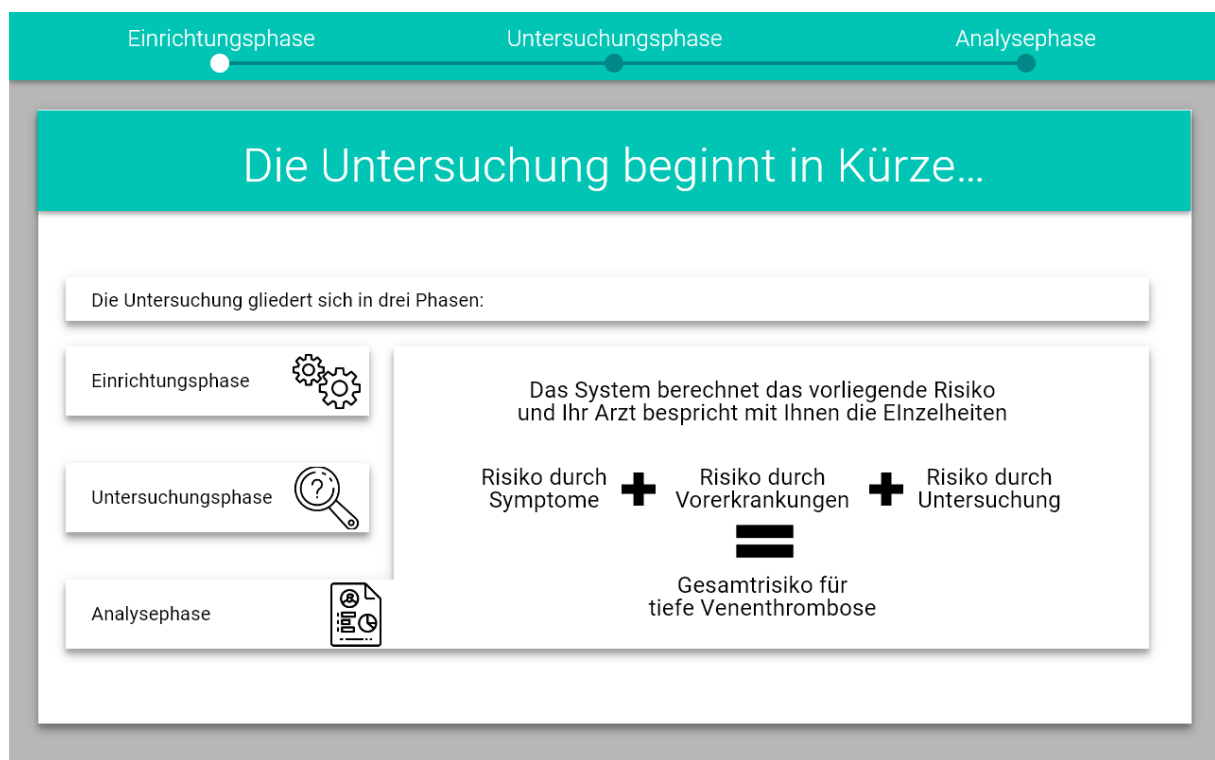 Einrichtungsphase Untersuchungsphase Analysephase
Die Untersuchung beginnt in Kürze...
Die Untersuchung gliedert sich in drei Phasen:
Einrichtungsphase
Untersuchungsphase
?
Analysephase
Das System berechnet das vorliegende Risiko
und Ihr Arzt bespricht mit Ihnen die EInzelheiten
Risiko durch
Symptome
+
Risiko durch
Vorerkrankungen
+
Risiko durch
Untersuchung
=
Gesamtrisiko für
tiefe Venenthrombose